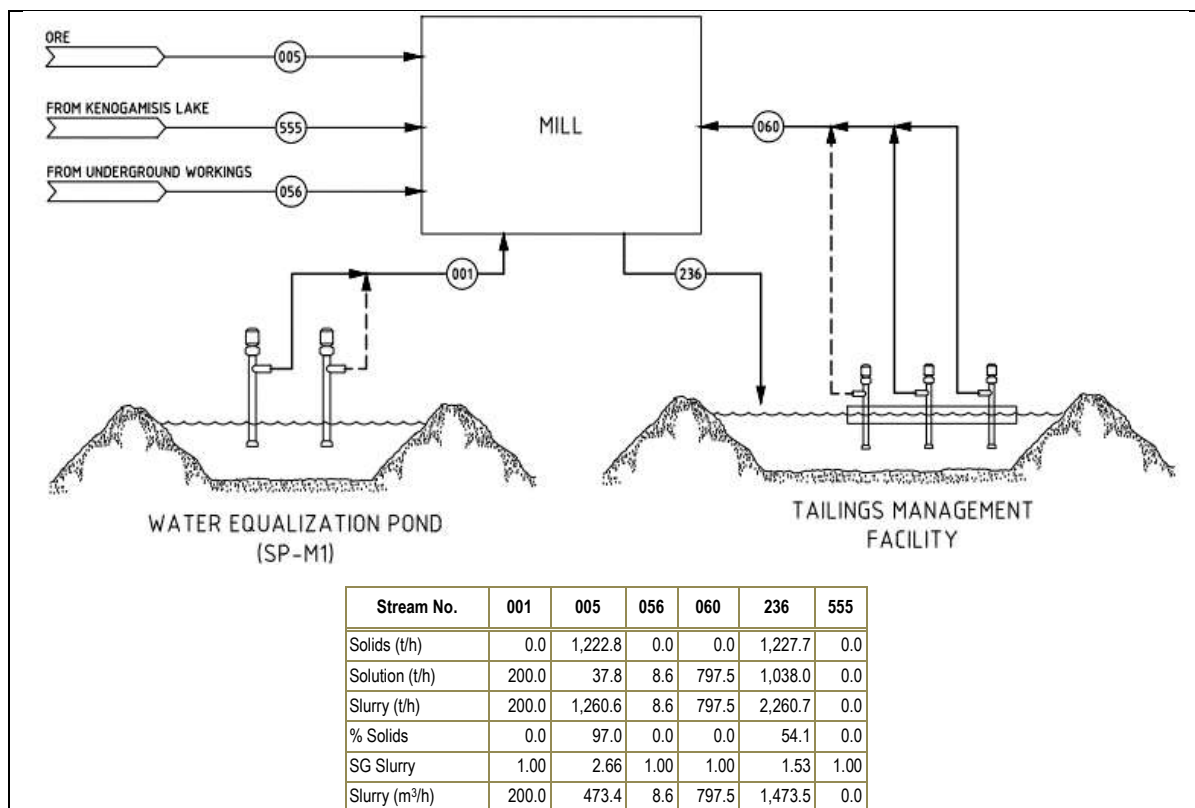 ORE
005
FROM KENOGAMISIS LAKE
555
MILL
060
FROM UNDERGROUND WORKINGS
056
001
236
WATER EQUALIZATION POND
(SP-M1)
TAILINGS MANAGEMENT
FACILITY
Stream No. 001 005 056 060 236 555
Solids (t/h) 0.0 1,222.8 0.0 0.0 1,227.7 0.0
Solution (t/h) 200.0 37.8 8.6 797.5 1,038.0 0.0
Slurry (t/h) 200.0 1,260.6 8.6 797.5 2,260.7 0.0
% Solids 0.0 97.0 0.0 0.0 54.1 0.0
SG Slurry 1.00 2.66 1.00 1.00 1.53 1.00
Slurry (m³/h) 200.0 473.4 8.6 797.5 1,473.5 0.0